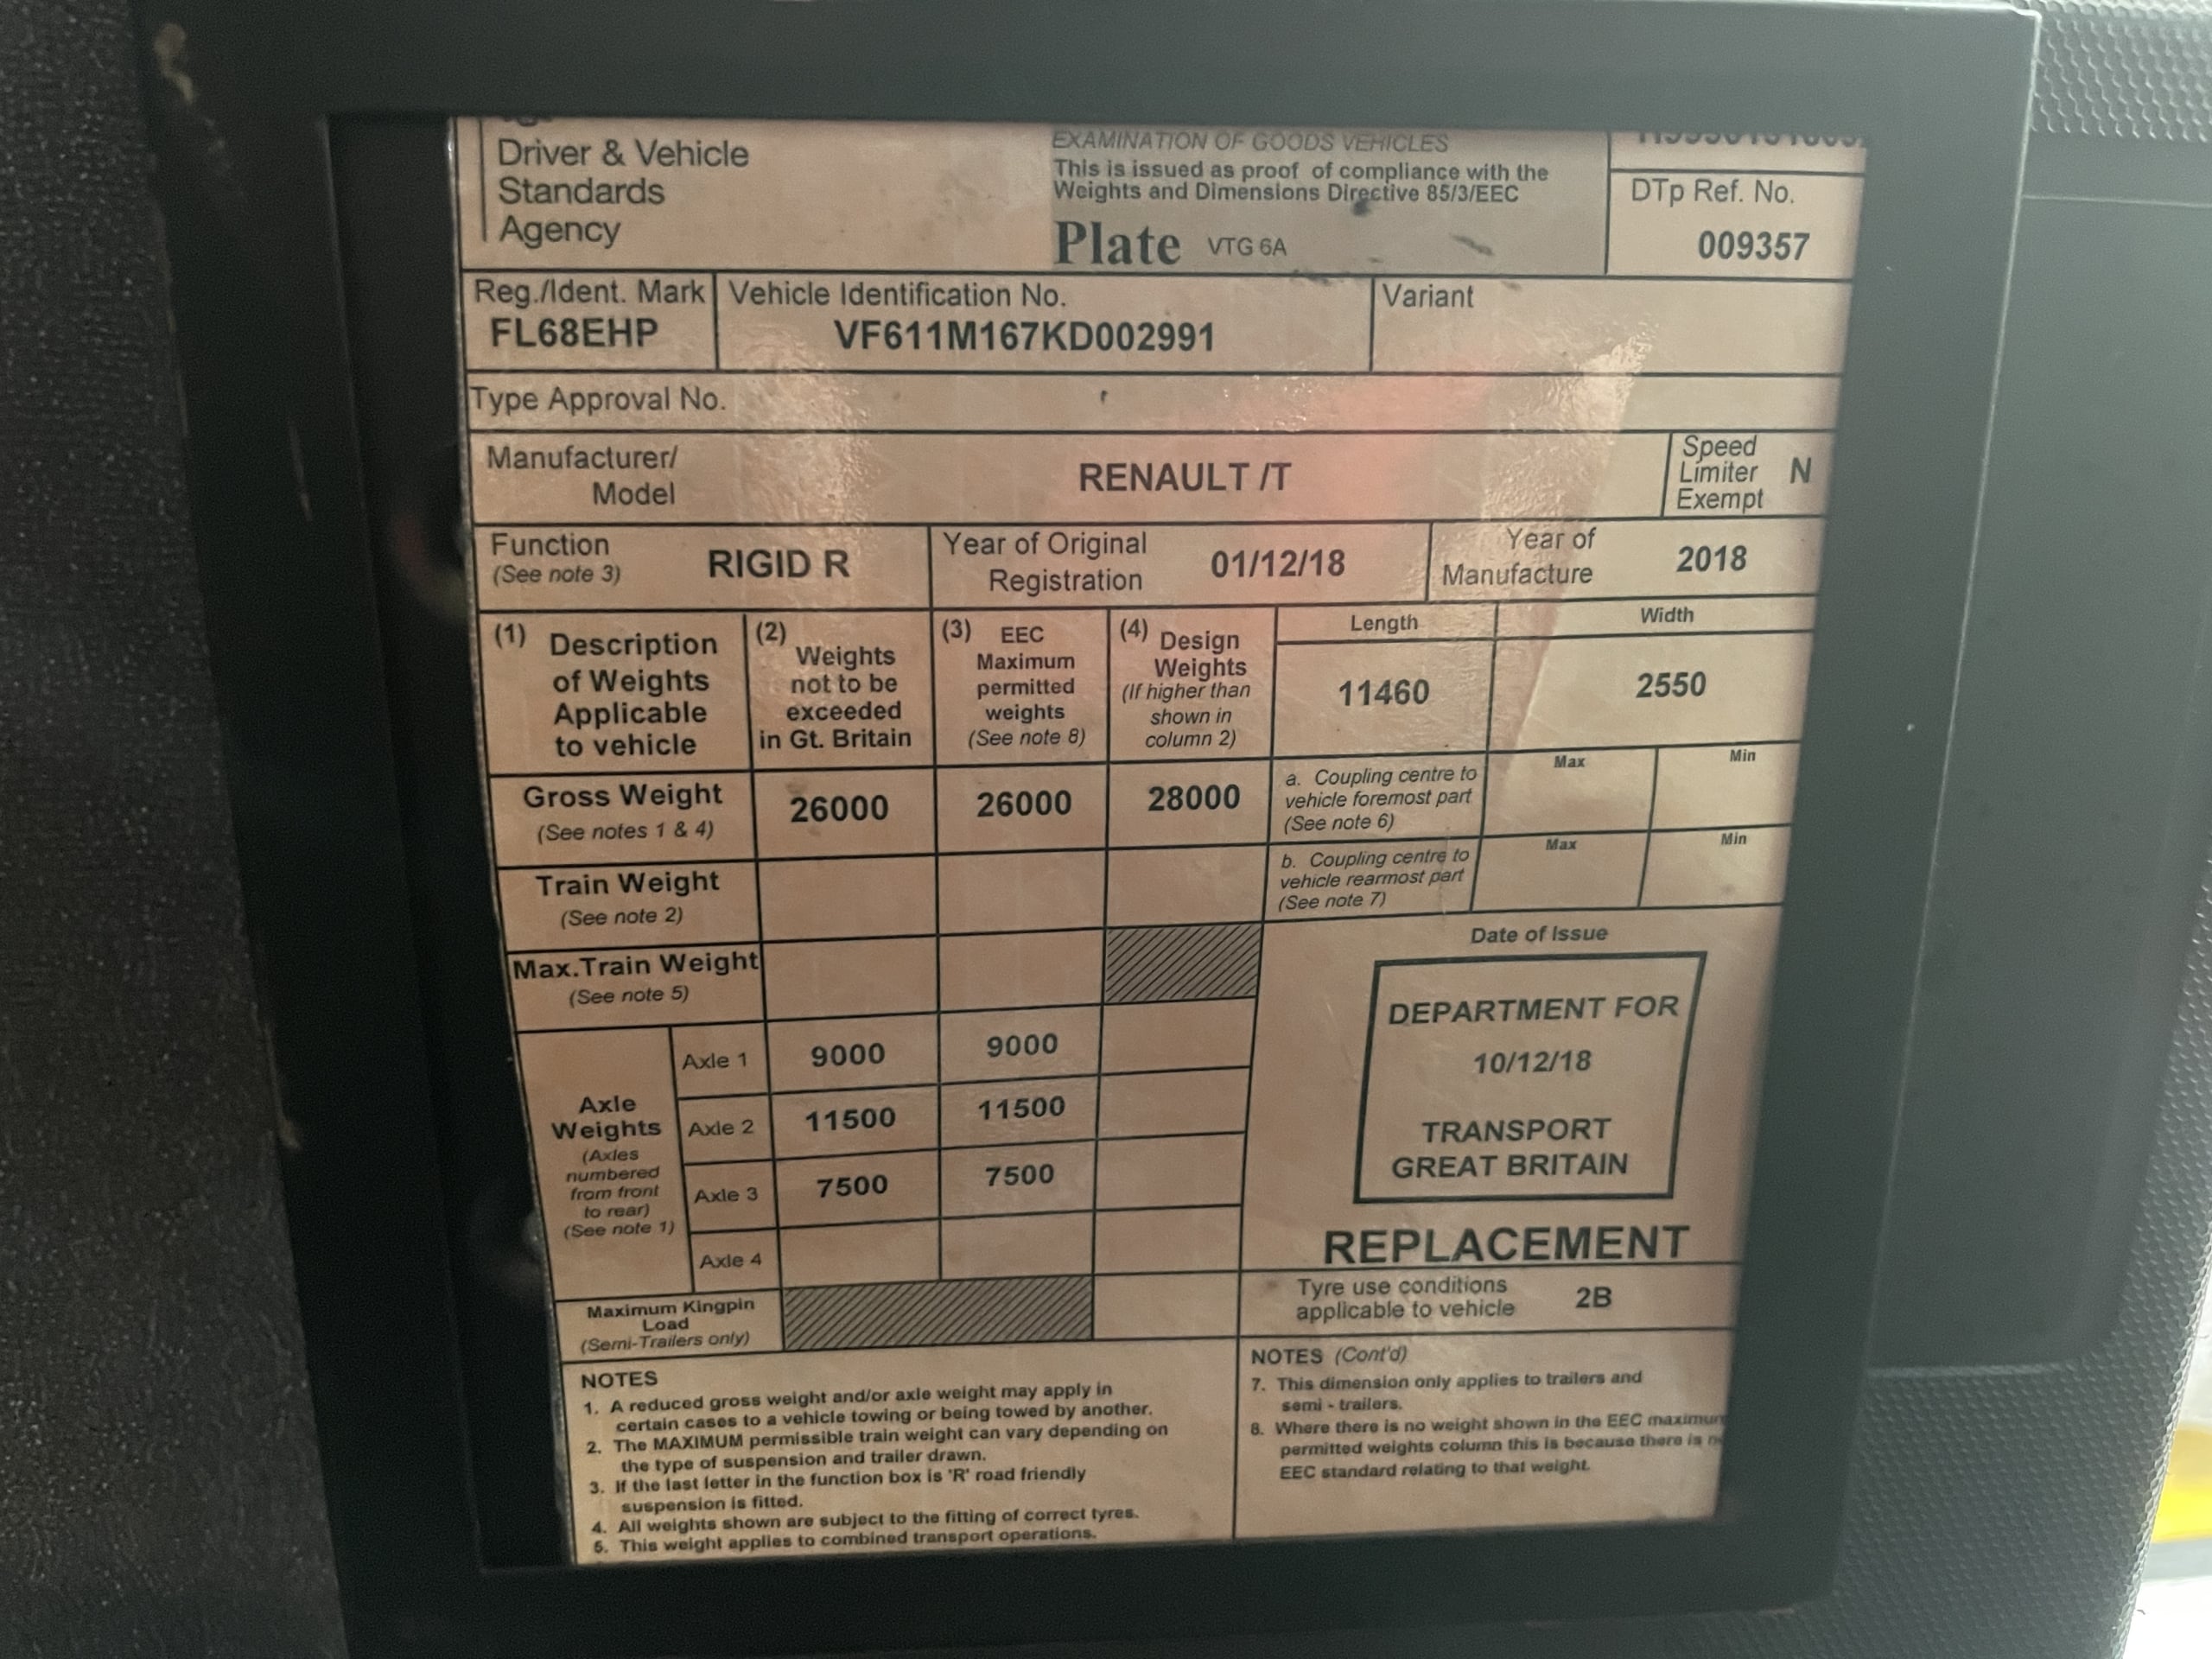 Driver & Vehicle
Standards
Agency
EXAMINATION OF GOODS VEHICLES
This is issued as proof of compliance with the
Weights and Dimensions Directive 85/3/EEC
Plate VTG 6A
DTp Ref. No.
009357
Reg./Ident. Mark
FL68EHP
Vehicle Identification No.
VF611M167KD002991
Variant
Type Approval No.
Manufacturer/
Model
RENAULT /T
Speed
Limiter
Exempt
N
Function
(See note 3)
RIGID R
Year of Original
Registration
01/12/18
Year of
Manufacture
2018
(1) Description
of Weights
Applicable
to vehicle
(2) Weights
not to be
exceeded
in Gt. Britain
(3) EEC
Maximum
permitted
weights
(See note 8)
(4) Design
Weights
(If higher than
shown in
column 2)
Length
11460
Width
2550
Gross Weight
(See notes 1 & 4)
26000
26000
28000
a. Coupling centre to
vehicle foremost part
(See note 6)
Max
Min
Train Weight
(See note 2)
b. Coupling centre to
vehicle rearmost part
(See note 7)
Max
Min
Max.Train Weight
(See note 5)
Axle
Weights
(Axles
numbered
from front
to rear)
(See note 1)
Axle 1
9000
9000
Axle 2
11500
11500
Axle 3
7500
7500
Axle 4
Maximum Kingpin
Load
(Semi-Trailers only)
Date of Issue
DEPARTMENT FOR
10/12/18
TRANSPORT
GREAT BRITAIN
REPLACEMENT
Tyre use conditions
applicable to vehicle
2B
NOTES
1. A reduced gross weight and/or axle weight may apply in
certain cases to a vehicle towing or being towed by another.
2. The MAXIMUM permissible train weight can vary depending on
the type of suspension and trailer drawn.
3. If the last letter in the function box is 'R' road friendly
suspension is fitted.
4. All weights shown are subject to the fitting of correct tyres.
5. This weight applies to combined transport operations.
NOTES (Cont'd)
7. This dimension only applies to trailers and
semi - trailers.
8. Where there is no weight shown in the EEC maximum
permitted weights column this is because there is
EEC standard relating to that weight.